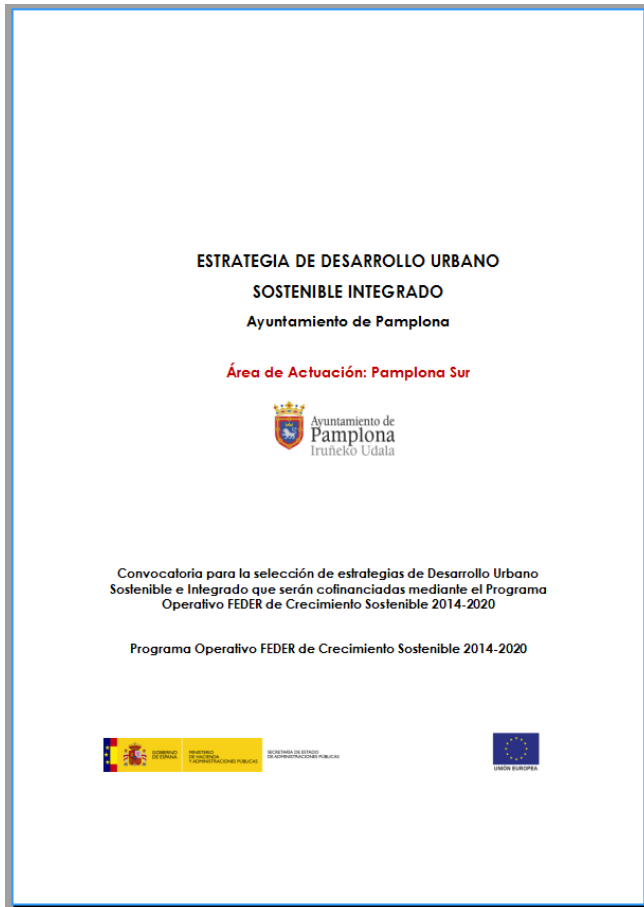 ESTRATEGIA DE DESARROLLO URBANO
SOSTENIBLE INTEGRADO
Ayuntamiento de Pamplona
Área de Actuación: Pamplona Sur
Ayuntamiento de
Pamplona
Iruñeko Udala
Convocatoria para la selección de estrategias de Desarrollo Urbano
Sostenible e Integrado que serán cofinanciadas mediante el Programa
Operativo FEDER de Crecimiento Sostenible 2014-2020
Programa Operativo FEDER de Crecimiento Sostenible 2014-2020
GOBIERNO
DE ESPAÑA
MINISTERIO
DE HACIENDA
Y ADMINISTRACIONES PÚBLICAS
SECRETARÍA DE ESTADO
DE ADMINISTRACIONES PÚBLICAS
UNIÓN EUROPEA